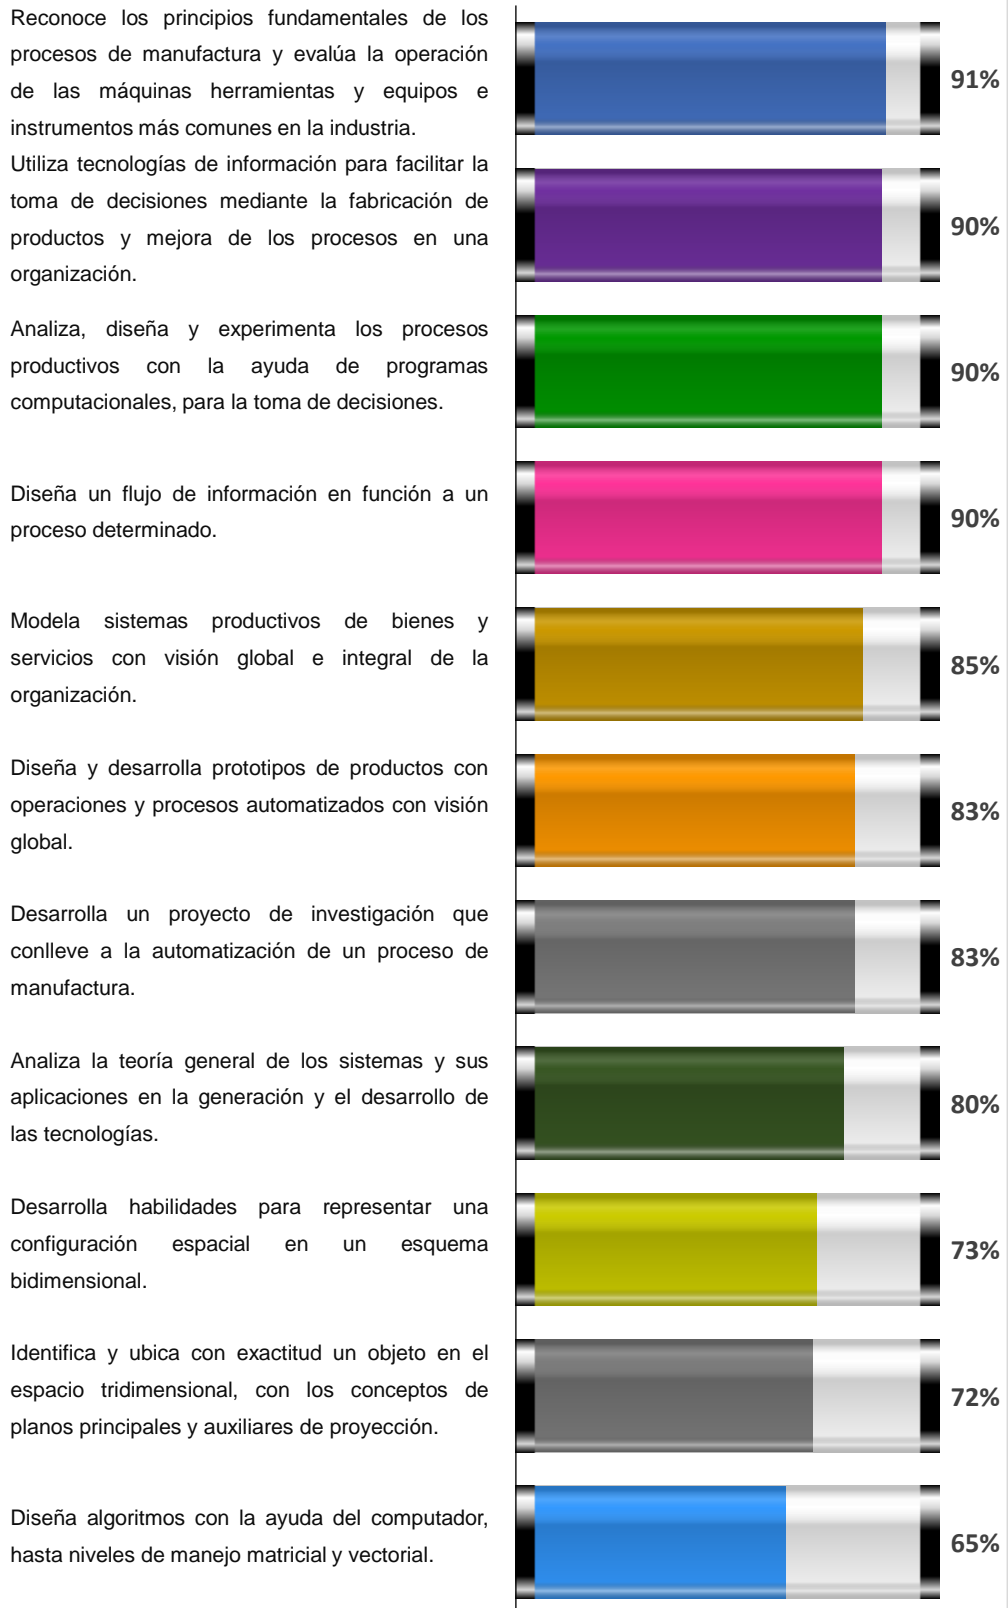 Reconoce los principios fundamentales de los
procesos de manufactura y evalúa la operación
de las máquinas herramientas y equipos e
instrumentos más comunes en la industria.
91%
Utiliza tecnologías de información para facilitar la
toma de decisiones mediante la fabricación de
productos y mejora de los procesos en una
organización.
90%
Analiza, diseña y experimenta los procesos
productivos con la ayuda de programas
computacionales, para la toma de decisiones.
90%
Diseña un flujo de información en función a un
proceso determinado.
90%
Modela sistemas productivos de bienes y
servicios con visión global e integral de la
organización.
85%
Diseña y desarrolla prototipos de productos con
operaciones y procesos automatizados con visión
global.
83%
Desarrolla un proyecto de investigación que
conlleve a la automatización de un proceso de
manufactura.
83%
Analiza la teoría general de los sistemas y sus
aplicaciones en la generación y el desarrollo de
las tecnologías.
80%
Desarrolla habilidades para representar una
configuración espacial en un esquema
bidimensional.
73%
Identifica y ubica con exactitud un objeto en el
espacio tridimensional, con los conceptos de
planos principales y auxiliares de proyección.
72%
Diseña algoritmos con la ayuda del computador,
hasta niveles de manejo matricial y vectorial.
65%